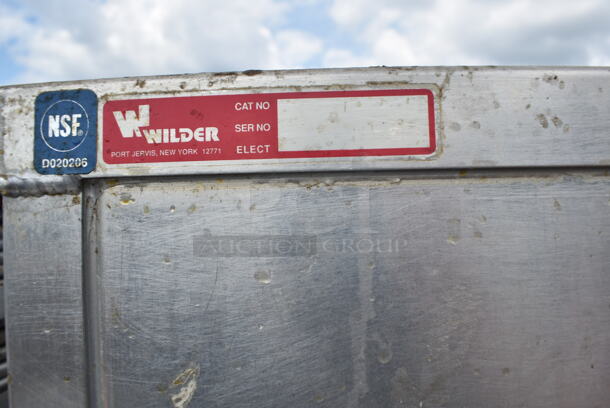 NSF.
D020206
W WILDER
PORT JERVIS, NEW YORK 12771
CAT NO
SER NO
ELECT
AUCTION GROUP